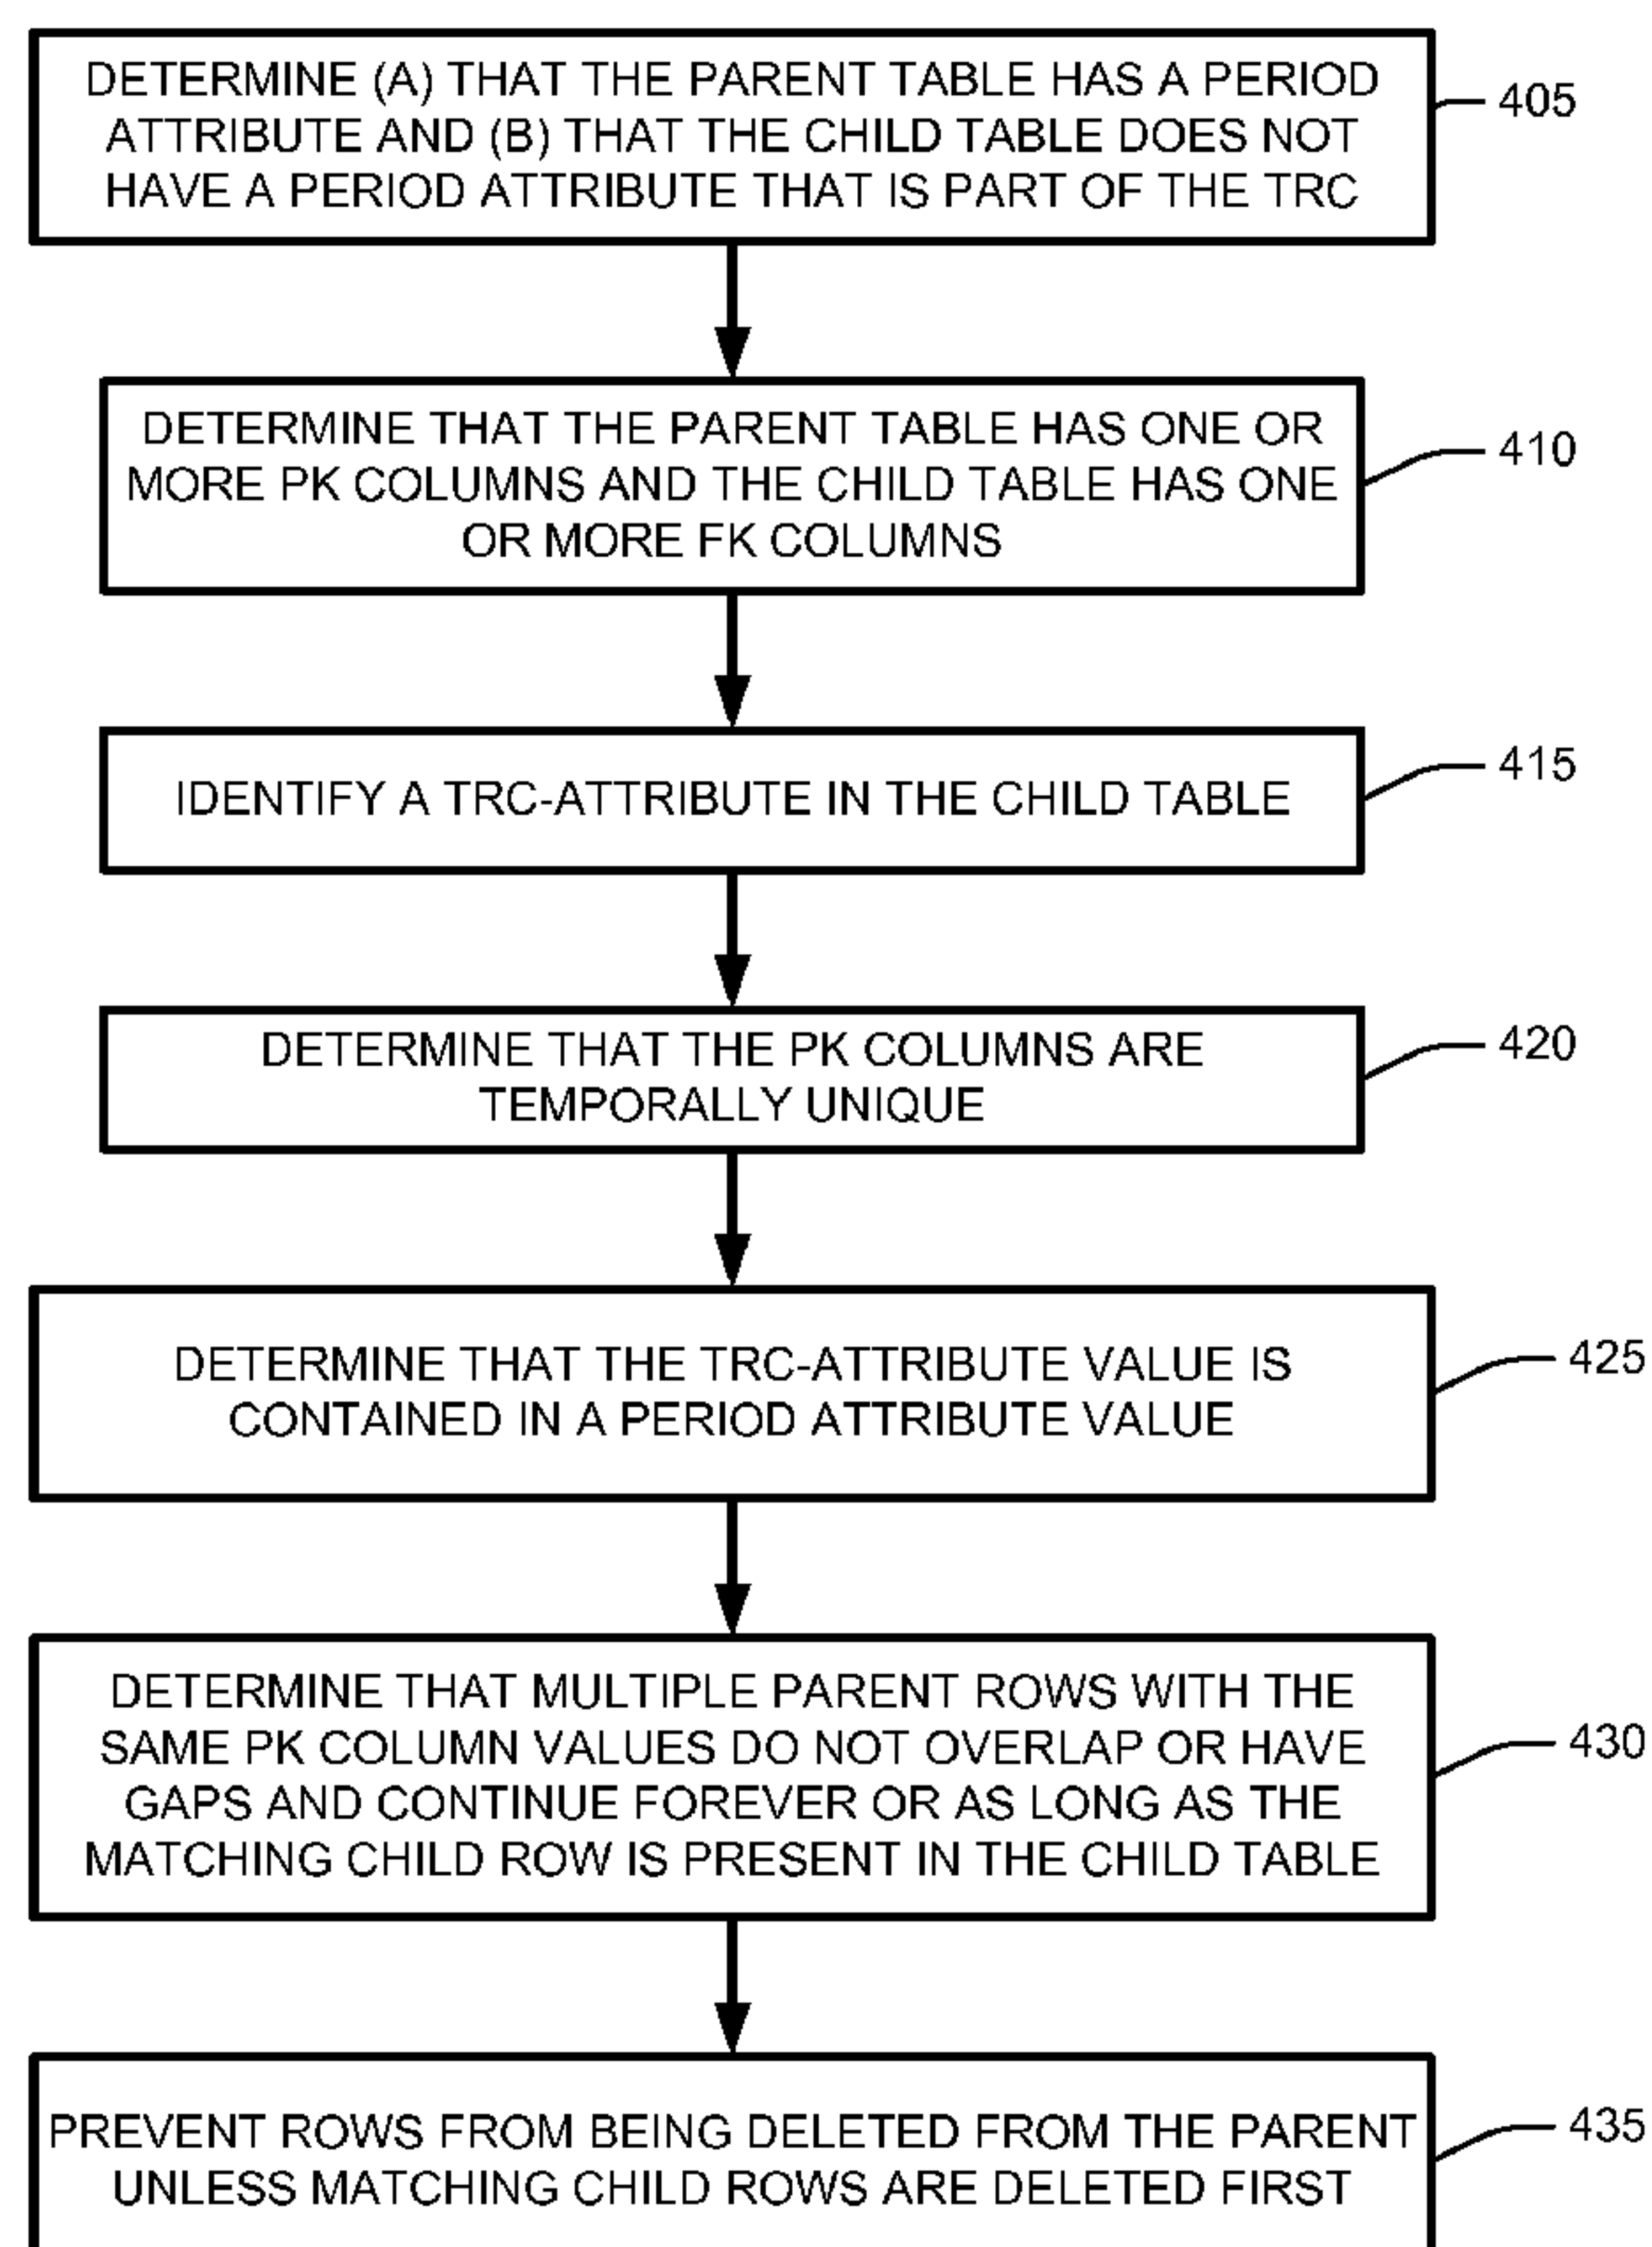 DETERMINE (A) THAT THE PARENT TABLE HAS A PERIOD
ATTRIBUTE AND (B) THAT THE CHILD TABLE DOES NOT
HAVE A PERIOD ATTRIBUTE THAT IS PART OF THE TRC
405
DETERMINE THAT THE PARENT TABLE HAS ONE OR
MORE PK COLUMNS AND THE CHILD TABLE HAS ONE
OR MORE FK COLUMNS
410
IDENTIFY A TRC-ATTRIBUTE IN THE CHILD TABLE
415
DETERMINE THAT THE PK COLUMNS ARE
TEMPORALLY UNIQUE
420
DETERMINE THAT THE TRC-ATTRIBUTE VALUE IS
CONTAINED IN A PERIOD ATTRIBUTE VALUE
425
DETERMINE THAT MULTIPLE PARENT ROWS WITH THE
SAME PK COLUMN VALUES DO NOT OVERLAP OR HAVE
GAPS AND CONTINUE FOREVER OR AS LONG AS THE
MATCHING CHILD ROW IS PRESENT IN THE CHILD TABLE
430
PREVENT ROWS FROM BEING DELETED FROM THE PARENT
UNLESS MATCHING CHILD ROWS ARE DELETED FIRST
435